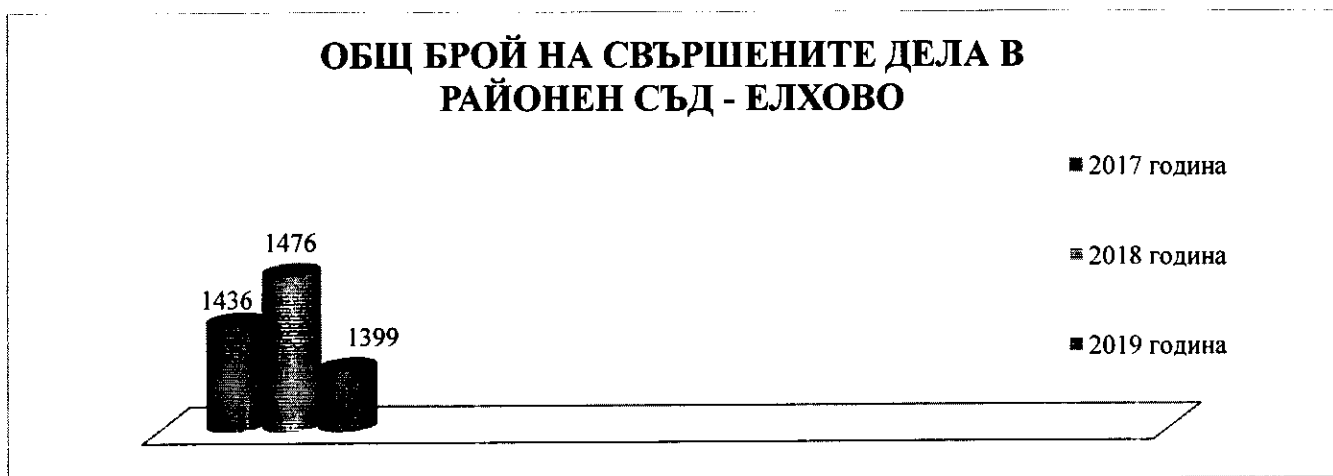 ОБЩ БРОЙ НА СВЪРШЕНИТЕ ДЕЛА В
РАЙОНЕН СЪД - ЕЛХОВО
2017 година
1476
2018 година
1436
1399
2019 година